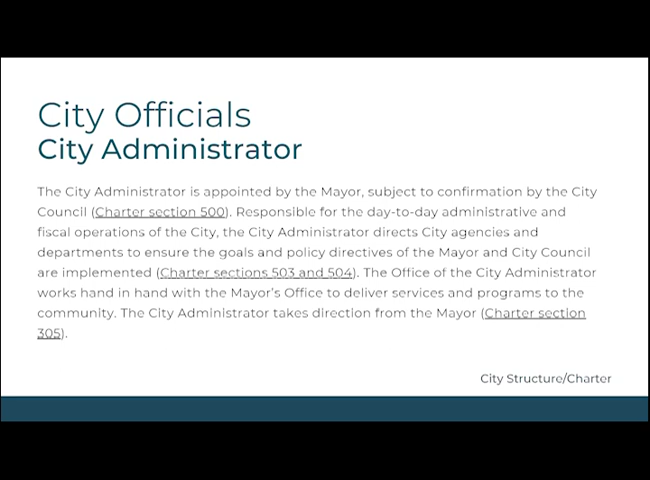 City Officials
City Administrator
The City Administrator is appointed by the Mayor, subject to confirmation by the City
Council (Charter section 500). Responsible for the day-to-day administrative and
fiscal operations of the City, the City Administrator directs City agencies and
departments to ensure the goals and policy directives of the Mayor and City Council
are implemented (Charter sections 503 and 504). The Office of the City Administrator
works hand in hand with the Mayor's Office to deliver services and programs to the
community. The City Administrator takes direction from the Mayor (Charter section
305).
City Structure/Charter